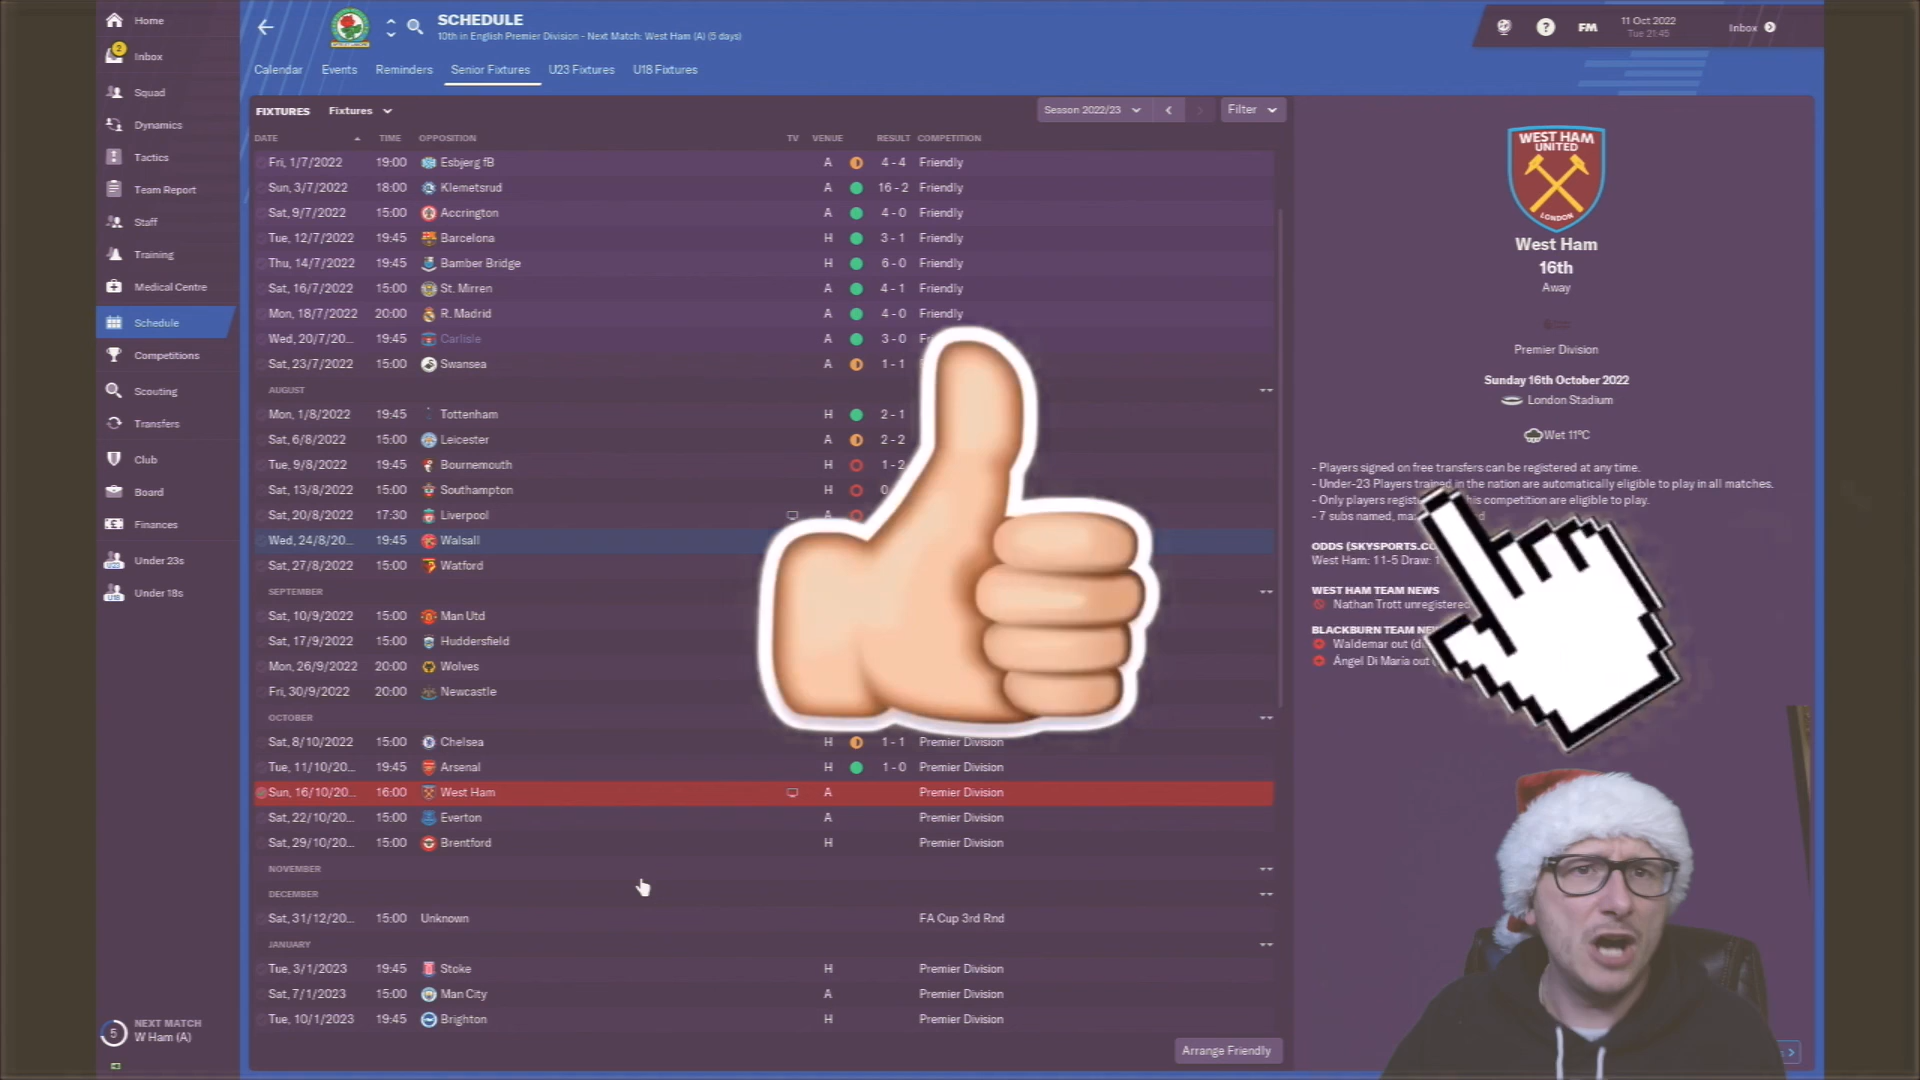 Home
2
Inbox
Squad
Dynamics
Tactics
Team Report
Staff
Training
Medical Centre
Schedule
Competitions
Scouting
Transfers
Club
Board
Finances
Under 23s
Under 18s
5
NEXT MATCH
W Ham (A)
SCHEDULE
10th in English Premier Division - Next Match: West Ham (A) (5 days)
FM
11 Oct 2022
Tue 21:45
Inbox
Calendar Events Reminders Senior Fixtures U23 Fixtures U18 Fixtures
FIXTURES Fixtures Season 2022/23 Filter
DATE TIME OPPOSITION TV VENUE RESULT COMPETITION
Fri, 1/7/2022 19:00 Esbjerg fB A 4 - 4 Friendly
Sun, 3/7/2022 18:00 Klemetsrud A 16 - 2 Friendly
Sat, 9/7/2022 15:00 Accrington A 4 - 0 Friendly
Tue, 12/7/2022 19:45 Barcelona H 3 - 1 Friendly
Thu, 14/7/2022 19:45 Bamber Bridge H 6 - 0 Friendly
Sat, 16/7/2022 15:00 St. Mirren A 4 - 1 Friendly
Mon, 18/7/2022 20:00 R. Madrid A 4 - 0 Friendly
Wed, 20/7/20... 19:45 Carlisle A 3 - 0
Sat, 23/7/2022 15:00 Swansea A 1 - 1
AUGUST
Mon, 1/8/2022 19:45 Tottenham H 2 - 1
Sat, 6/8/2022 15:00 Leicester A 2 - 2
Tue, 9/8/2022 19:45 Bournemouth H 1 - 2
Sat, 13/8/2022 15:00 Southampton H 0
Sat, 20/8/2022 17:30 Liverpool A
Wed, 24/8/20... 19:45 Walsall
Sat, 27/8/2022 15:00 Watford
SEPTEMBER
Sat, 10/9/2022 15:00 Man Utd
Sat, 17/9/2022 15:00 Huddersfield
Mon, 26/9/2022 20:00 Wolves
Fri, 30/9/2022 20:00 Newcastle
OCTOBER
Sat, 8/10/2022 15:00 Chelsea H 1 - 1 Premier Division
Tue, 11/10/20... 19:45 Arsenal H 1 - 0 Premier Division
Sun, 16/10/20... 16:00 West Ham A Premier Division
Sat, 22/10/20... 15:00 Everton A Premier Division
Sat, 29/10/20... 15:00 Brentford H Premier Division
NOVEMBER
DECEMBER
Sat, 31/12/20... 15:00 Unknown FA Cup 3rd Rnd
JANUARY
Tue, 3/1/2023 19:45 Stoke H Premier Division
Sat, 7/1/2023 15:00 Man City A Premier Division
Tue, 10/1/2023 19:45 Brighton H Premier Division
Arrange Friendly
WEST HAM
UNITED
LONDON
West Ham
16th
Away
Premier Division
Sunday 16th October 2022
London Stadium
Wet 11°C
- Players signed on free transfers can be registered at any time.
- Under-23 Players trained in the nation are automatically eligible to play in all matches.
- Only players this competition are eligible to play.
- 7 subs named,
ODDS
West Ham: 11-5 Draw:
WEST HAM TEAM NEWS
Nathan Trott unregistered
BLACKBURN TEAM
Waldemar out
Ángel Di María out